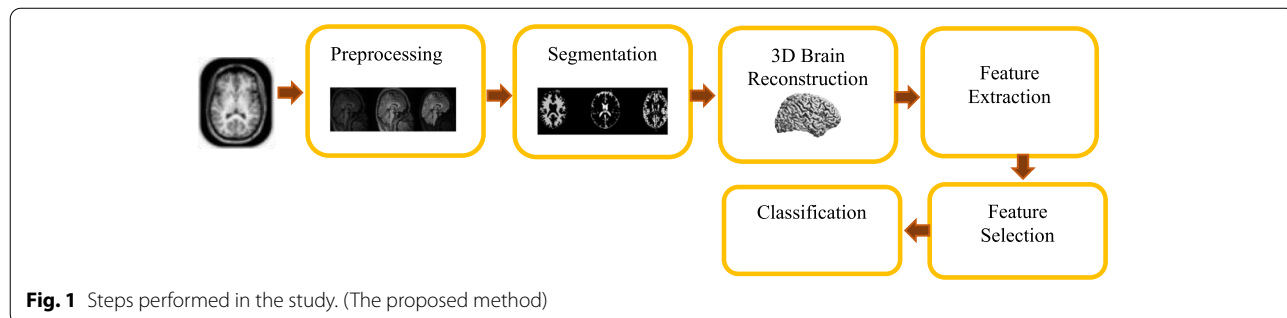 Preprocessing
Segmentation
3D Brain
Reconstruction
Feature
Extraction
Feature
Selection
Classification
Fig. 1 Steps performed in the study. (The proposed method)